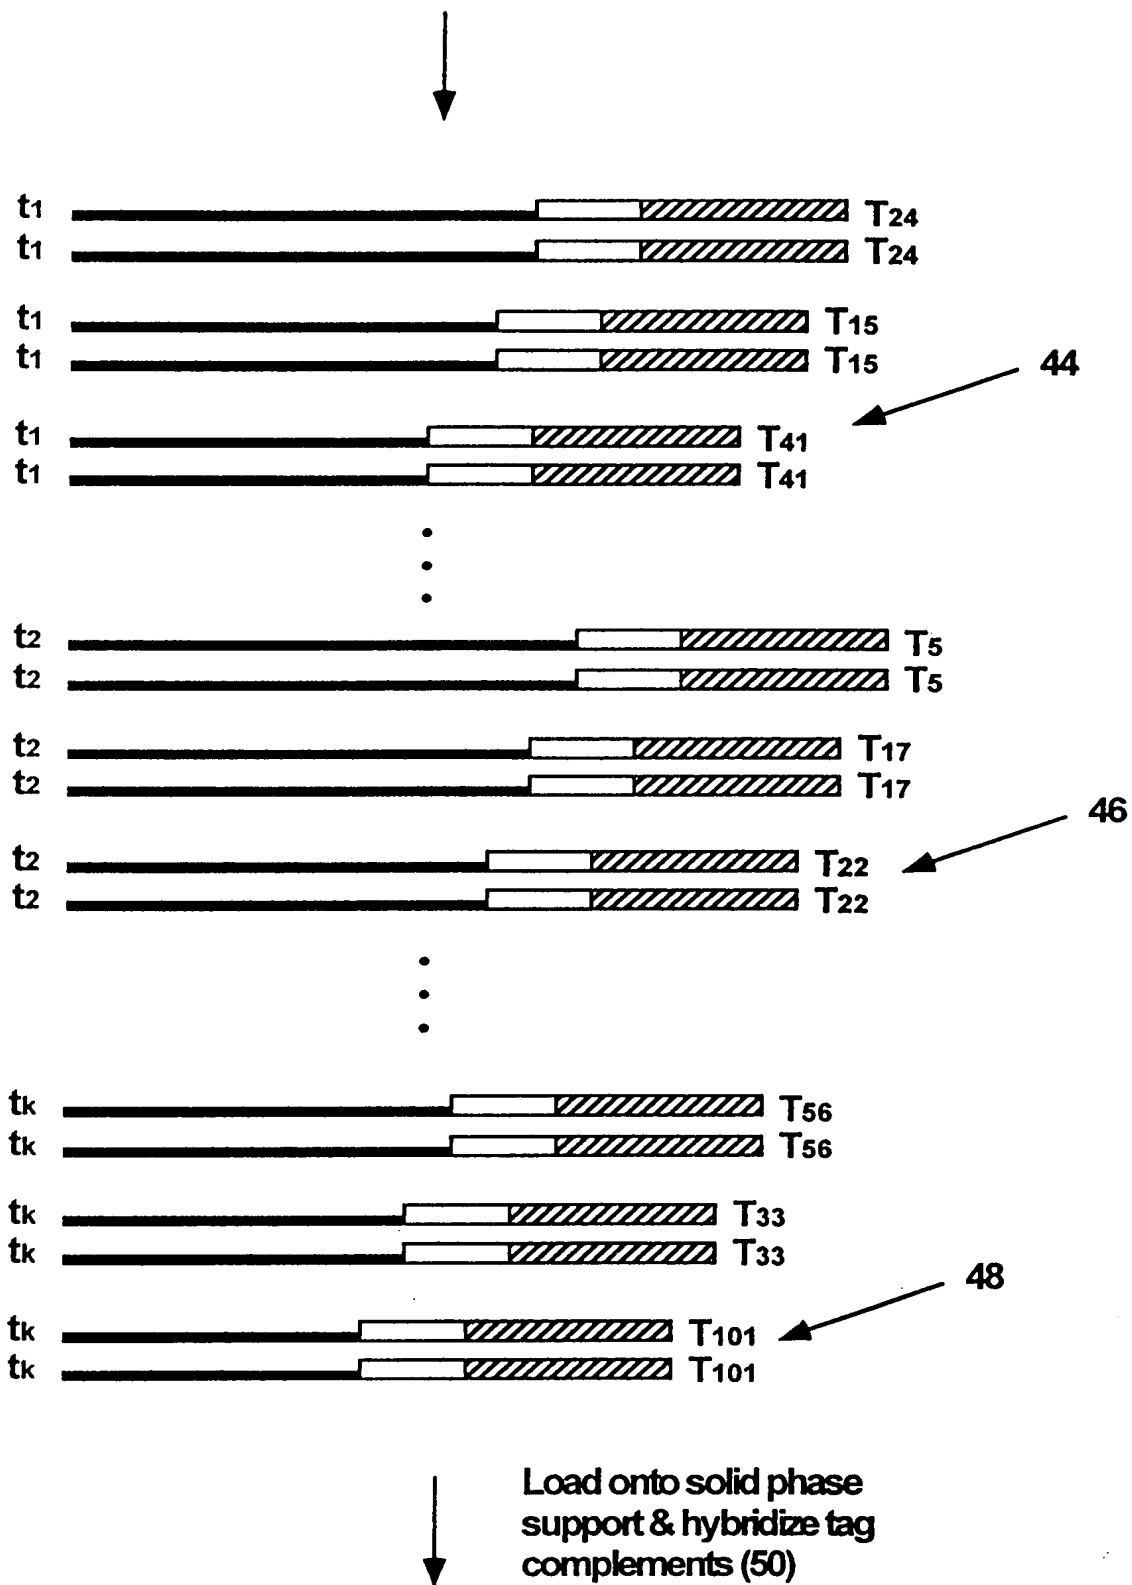 t1 T24
t1 T24
t1 T15
t1 T15
44
t1 T41
t1 T41
t2 T5
t2 T5
t2 T17
t2 T17
46
t2 T22
t2 T22
tk T56
tk T56
tk T33
tk T33
48
tk T101
tk T101
Load onto solid phase
support & hybridize tag
complements (50)